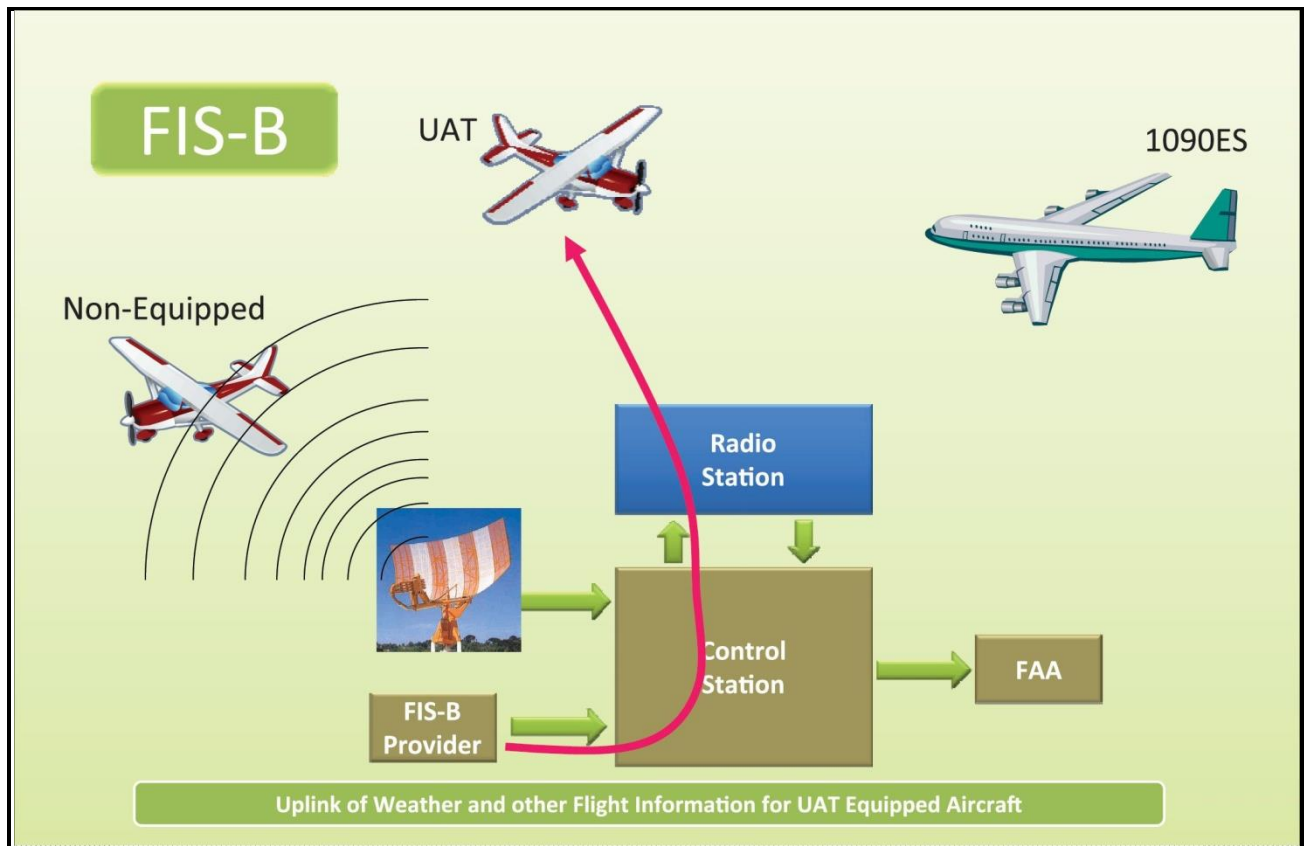 FIS-B
UAT
1090ES
Non-Equipped
Radio
Station
Control
Station
FAA
FIS-B
Provider
Uplink of Weather and other Flight Information for UAT Equipped Aircraft